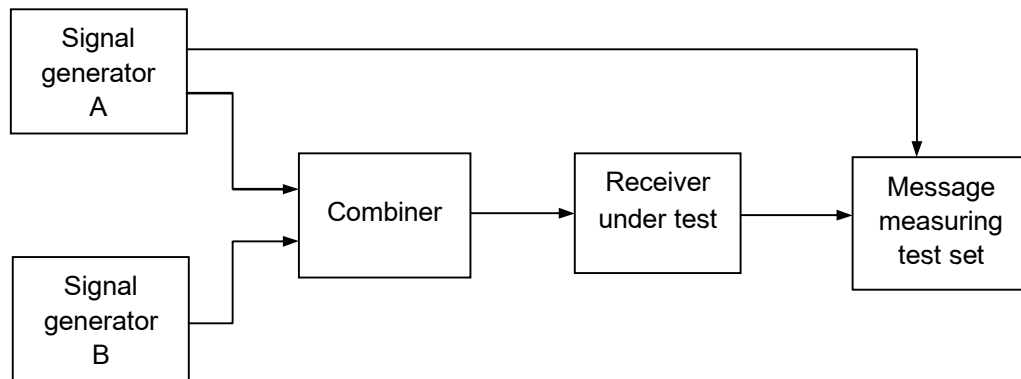 Signal
generator
A
Combiner
Receiver
under test
Message
measuring
test set
Signal
generator
B